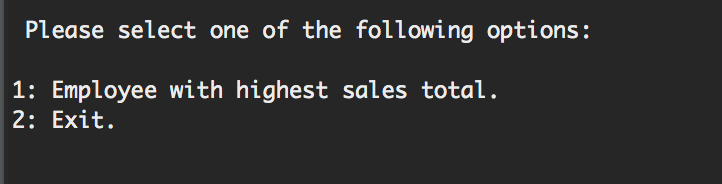 Please select one of the following options:
1: Employee with highest sales total.
2: Exit.